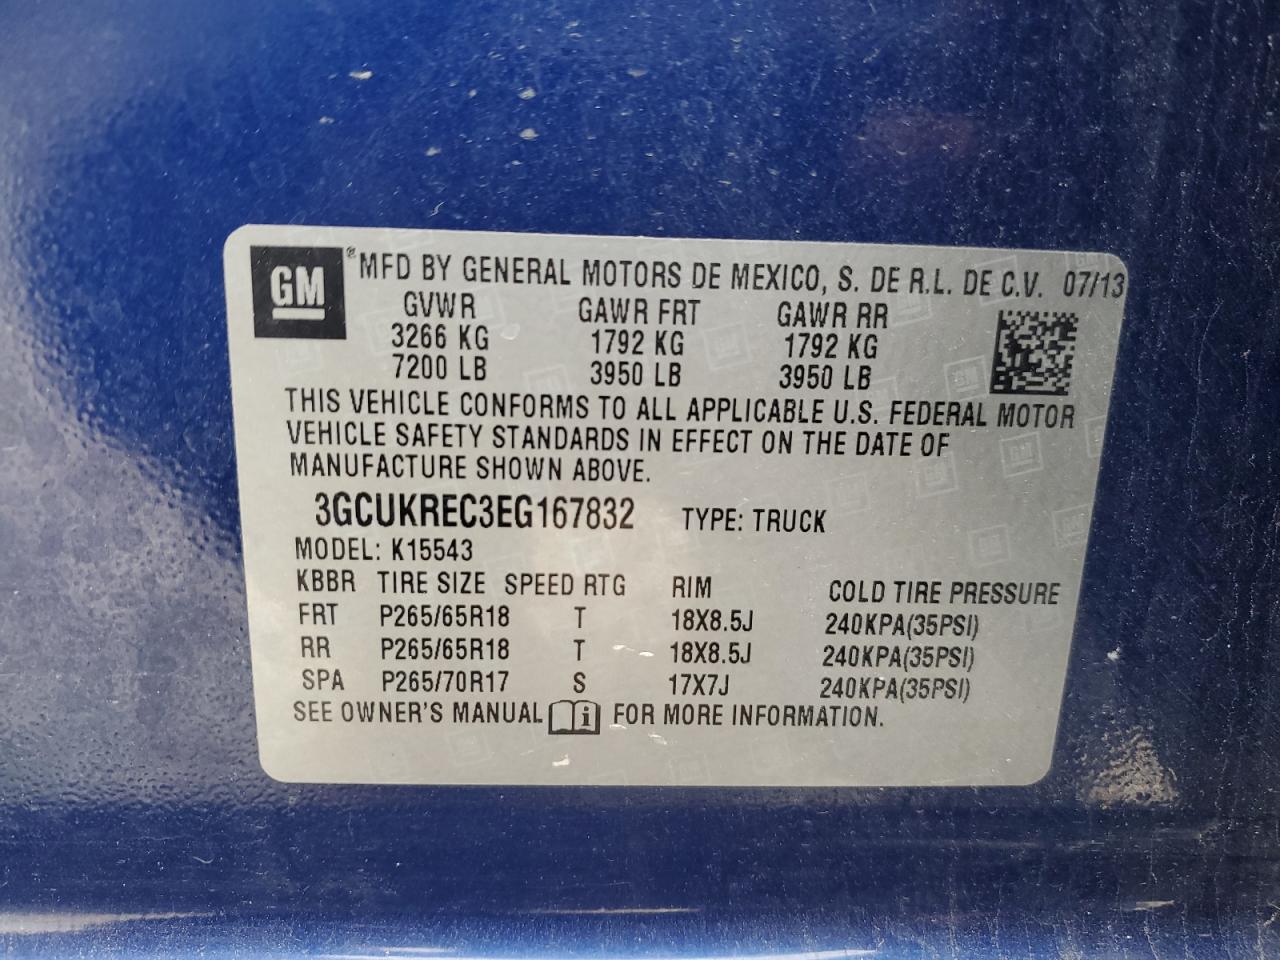 GM ® MFD BY GENERAL MOTORS DE MEXICO, S. DE R.L. DE C.V. 07/13
GVWR GAWR FRT GAWR RR
3266 KG 1792 KG 1792 KG
7200 LB 3950 LB 3950 LB
THIS VEHICLE CONFORMS TO ALL APPLICABLE U.S. FEDERAL MOTOR
VEHICLE SAFETY STANDARDS IN EFFECT ON THE DATE OF
MANUFACTURE SHOWN ABOVE.
3GCUKREC3EG167832 TYPE: TRUCK
MODEL: K15543
KBBR TIRE SIZE SPEED RTG RIM COLD TIRE PRESSURE
FRT P265/65R18 T 18X8.5J 240KPA(35PSI)
RR P265/65R18 T 18X8.5J 240KPA(35PSI)
SPA P265/70R17 S 17X7J 240KPA(35PSI)
SEE OWNER'S MANUAL i FOR MORE INFORMATION.